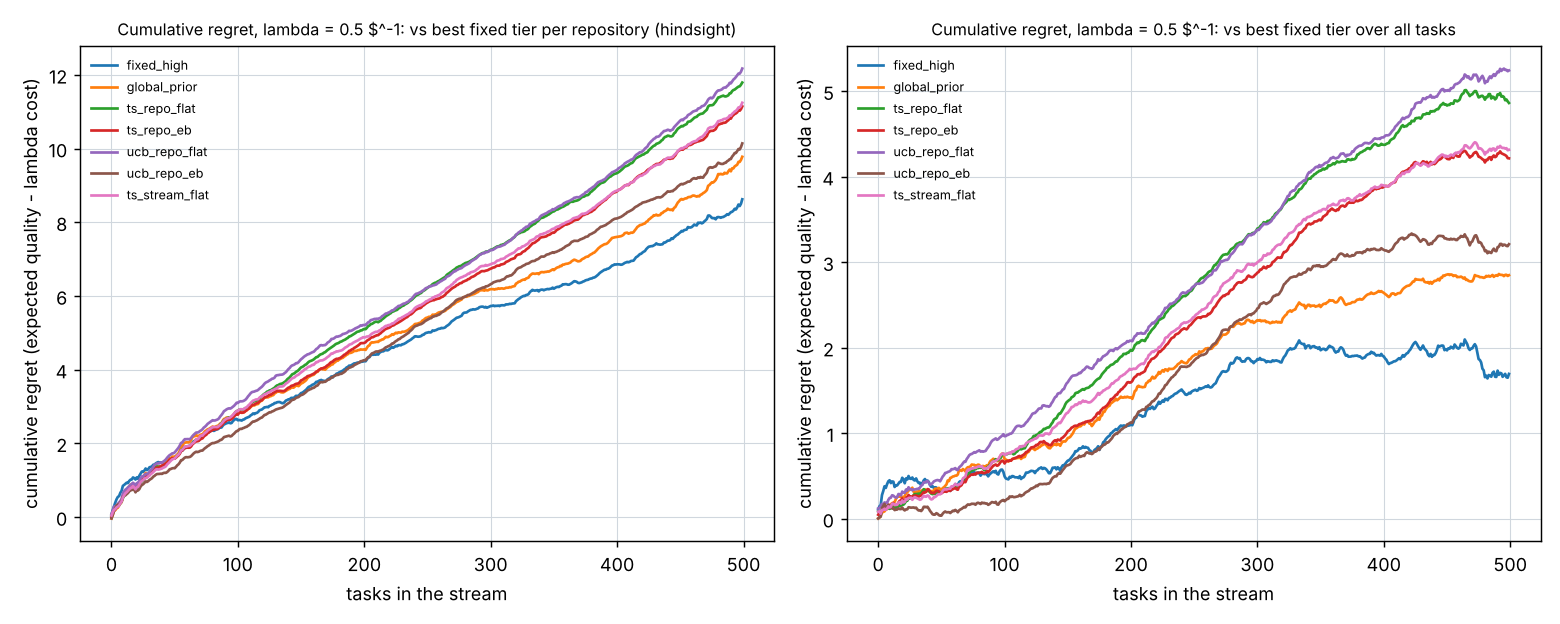 Cumulative regret, lambda = 0.5 $^-1: vs best fixed tier per repository (hindsight)
cumulative regret (expected quality - lambda cost)
12
10
8
6
4
2
0
fixed_high
global_prior
ts_repo_flat
ts_repo_eb
ucb_repo_flat
ucb_repo_eb
ts_stream_flat
0 100 200 300 400 500
tasks in the stream
Cumulative regret, lambda = 0.5 $^-1: vs best fixed tier over all tasks
cumulative regret (expected quality - lambda cost)
5
4
3
2
1
0
fixed_high
global_prior
ts_repo_flat
ts_repo_eb
ucb_repo_flat
ucb_repo_eb
ts_stream_flat
0 100 200 300 400 500
tasks in the stream